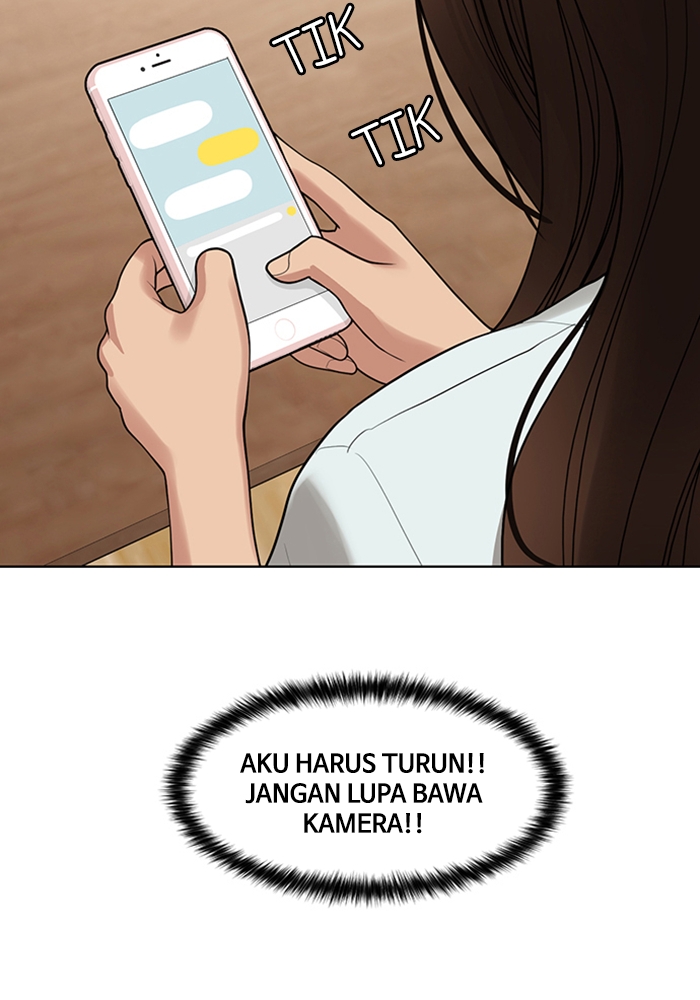 TIK
TIK
AKU HARUS TURUN!!
JANGAN LUPA BAWA
KAMERA!!